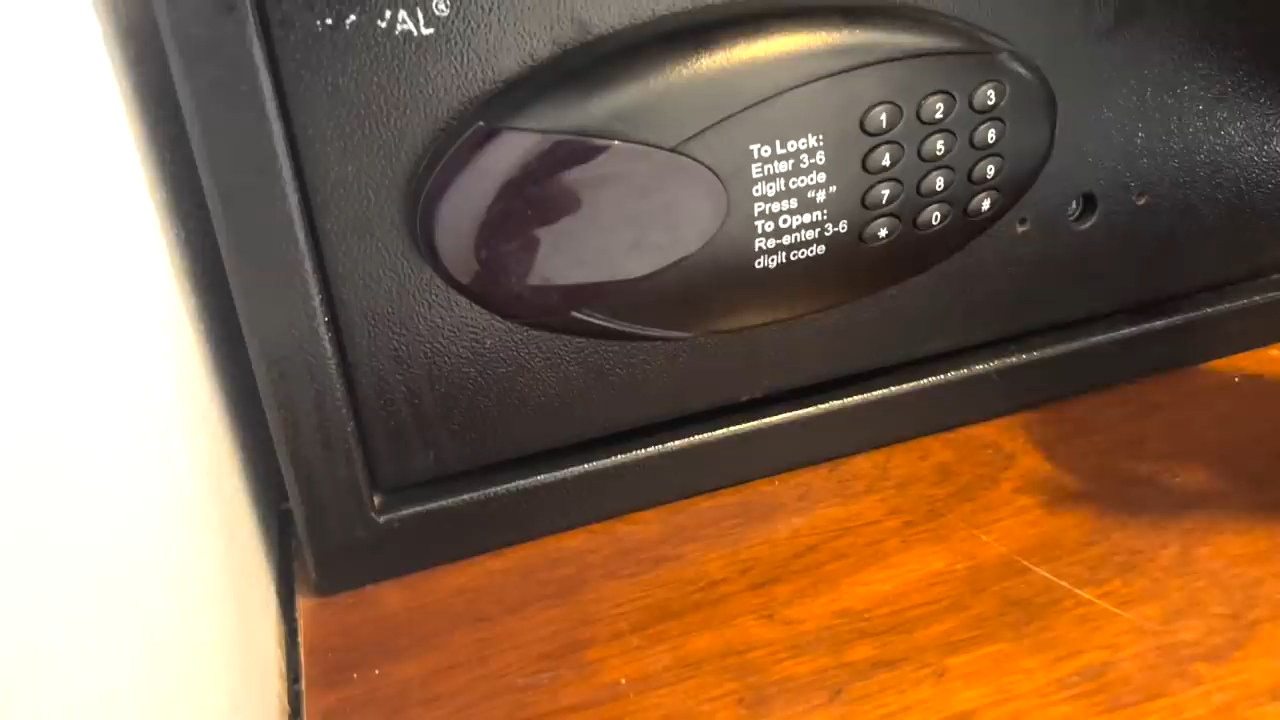 VAL®
To Lock:
Enter 3-6
digit code
Press "#"
To Open:
Re-enter 3-6
digit code
1 2 3
4 5 6
7 8 9
* 0 #